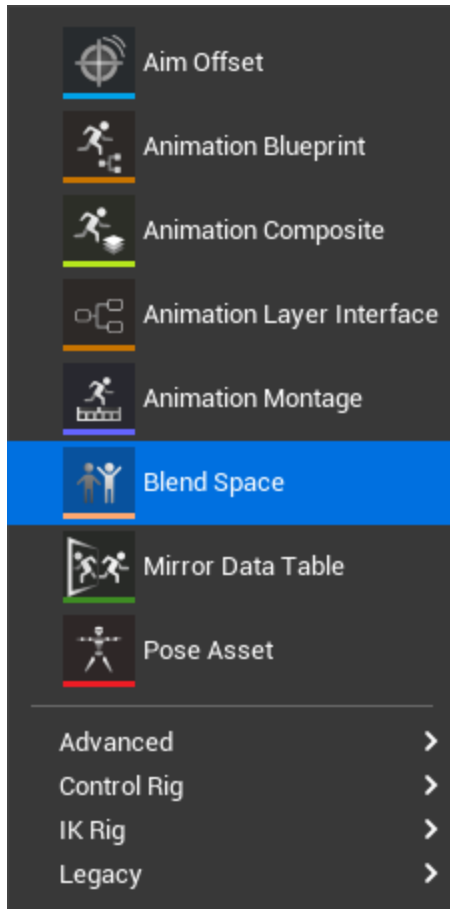 Aim Offset
Animation Blueprint
Animation Composite
Animation Layer Interface
Animation Montage
Blend Space
Mirror Data Table
Pose Asset
Advanced
Control Rig
IK Rig
Legacy